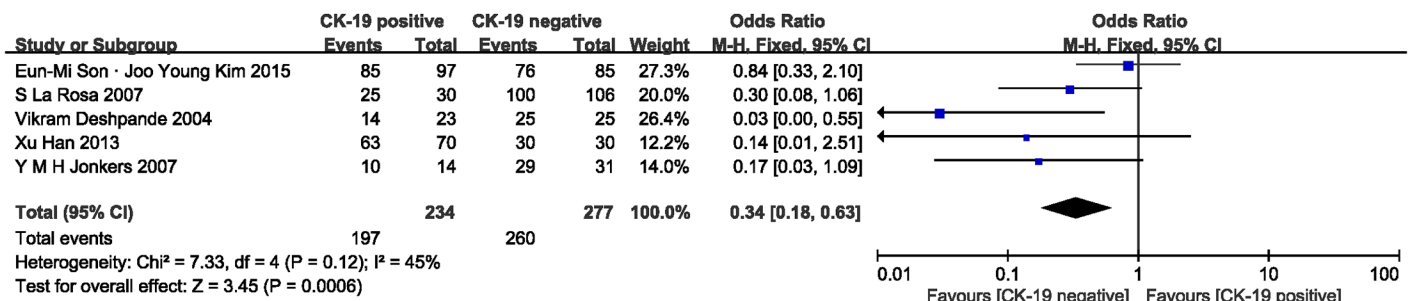 CK-19 positive CK-19 negative Odds Ratio Odds Ratio
Study or Subgroup Events Total Events Total Weight M-H. Fixed. 95% CI M-H. Fixed. 95% CI
Eun-Mi Son · Joo Young Kim 2015 85 97 76 85 27.3% 0.84 [0.33, 2.10]
S La Rosa 2007 25 30 100 106 20.0% 0.30 [0.08, 1.06]
Vikram Deshpande 2004 14 23 25 25 26.4% 0.03 [0.00, 0.55]
Xu Han 2013 63 70 30 30 12.2% 0.14 [0.01, 2.51]
Y M H Jonkers 2007 10 14 29 31 14.0% 0.17 [0.03, 1.09]
Total (95% CI) 234 277 100.0% 0.34 [0.18, 0.63]
Total events 197 260
Heterogeneity: Chi² = 7.33, df = 4 (P = 0.12); I² = 45%
Test for overall effect: Z = 3.45 (P = 0.0006)
0.01 0.1 1 10 100
Favours [CK-19 negative] Favours [CK-19 positive]